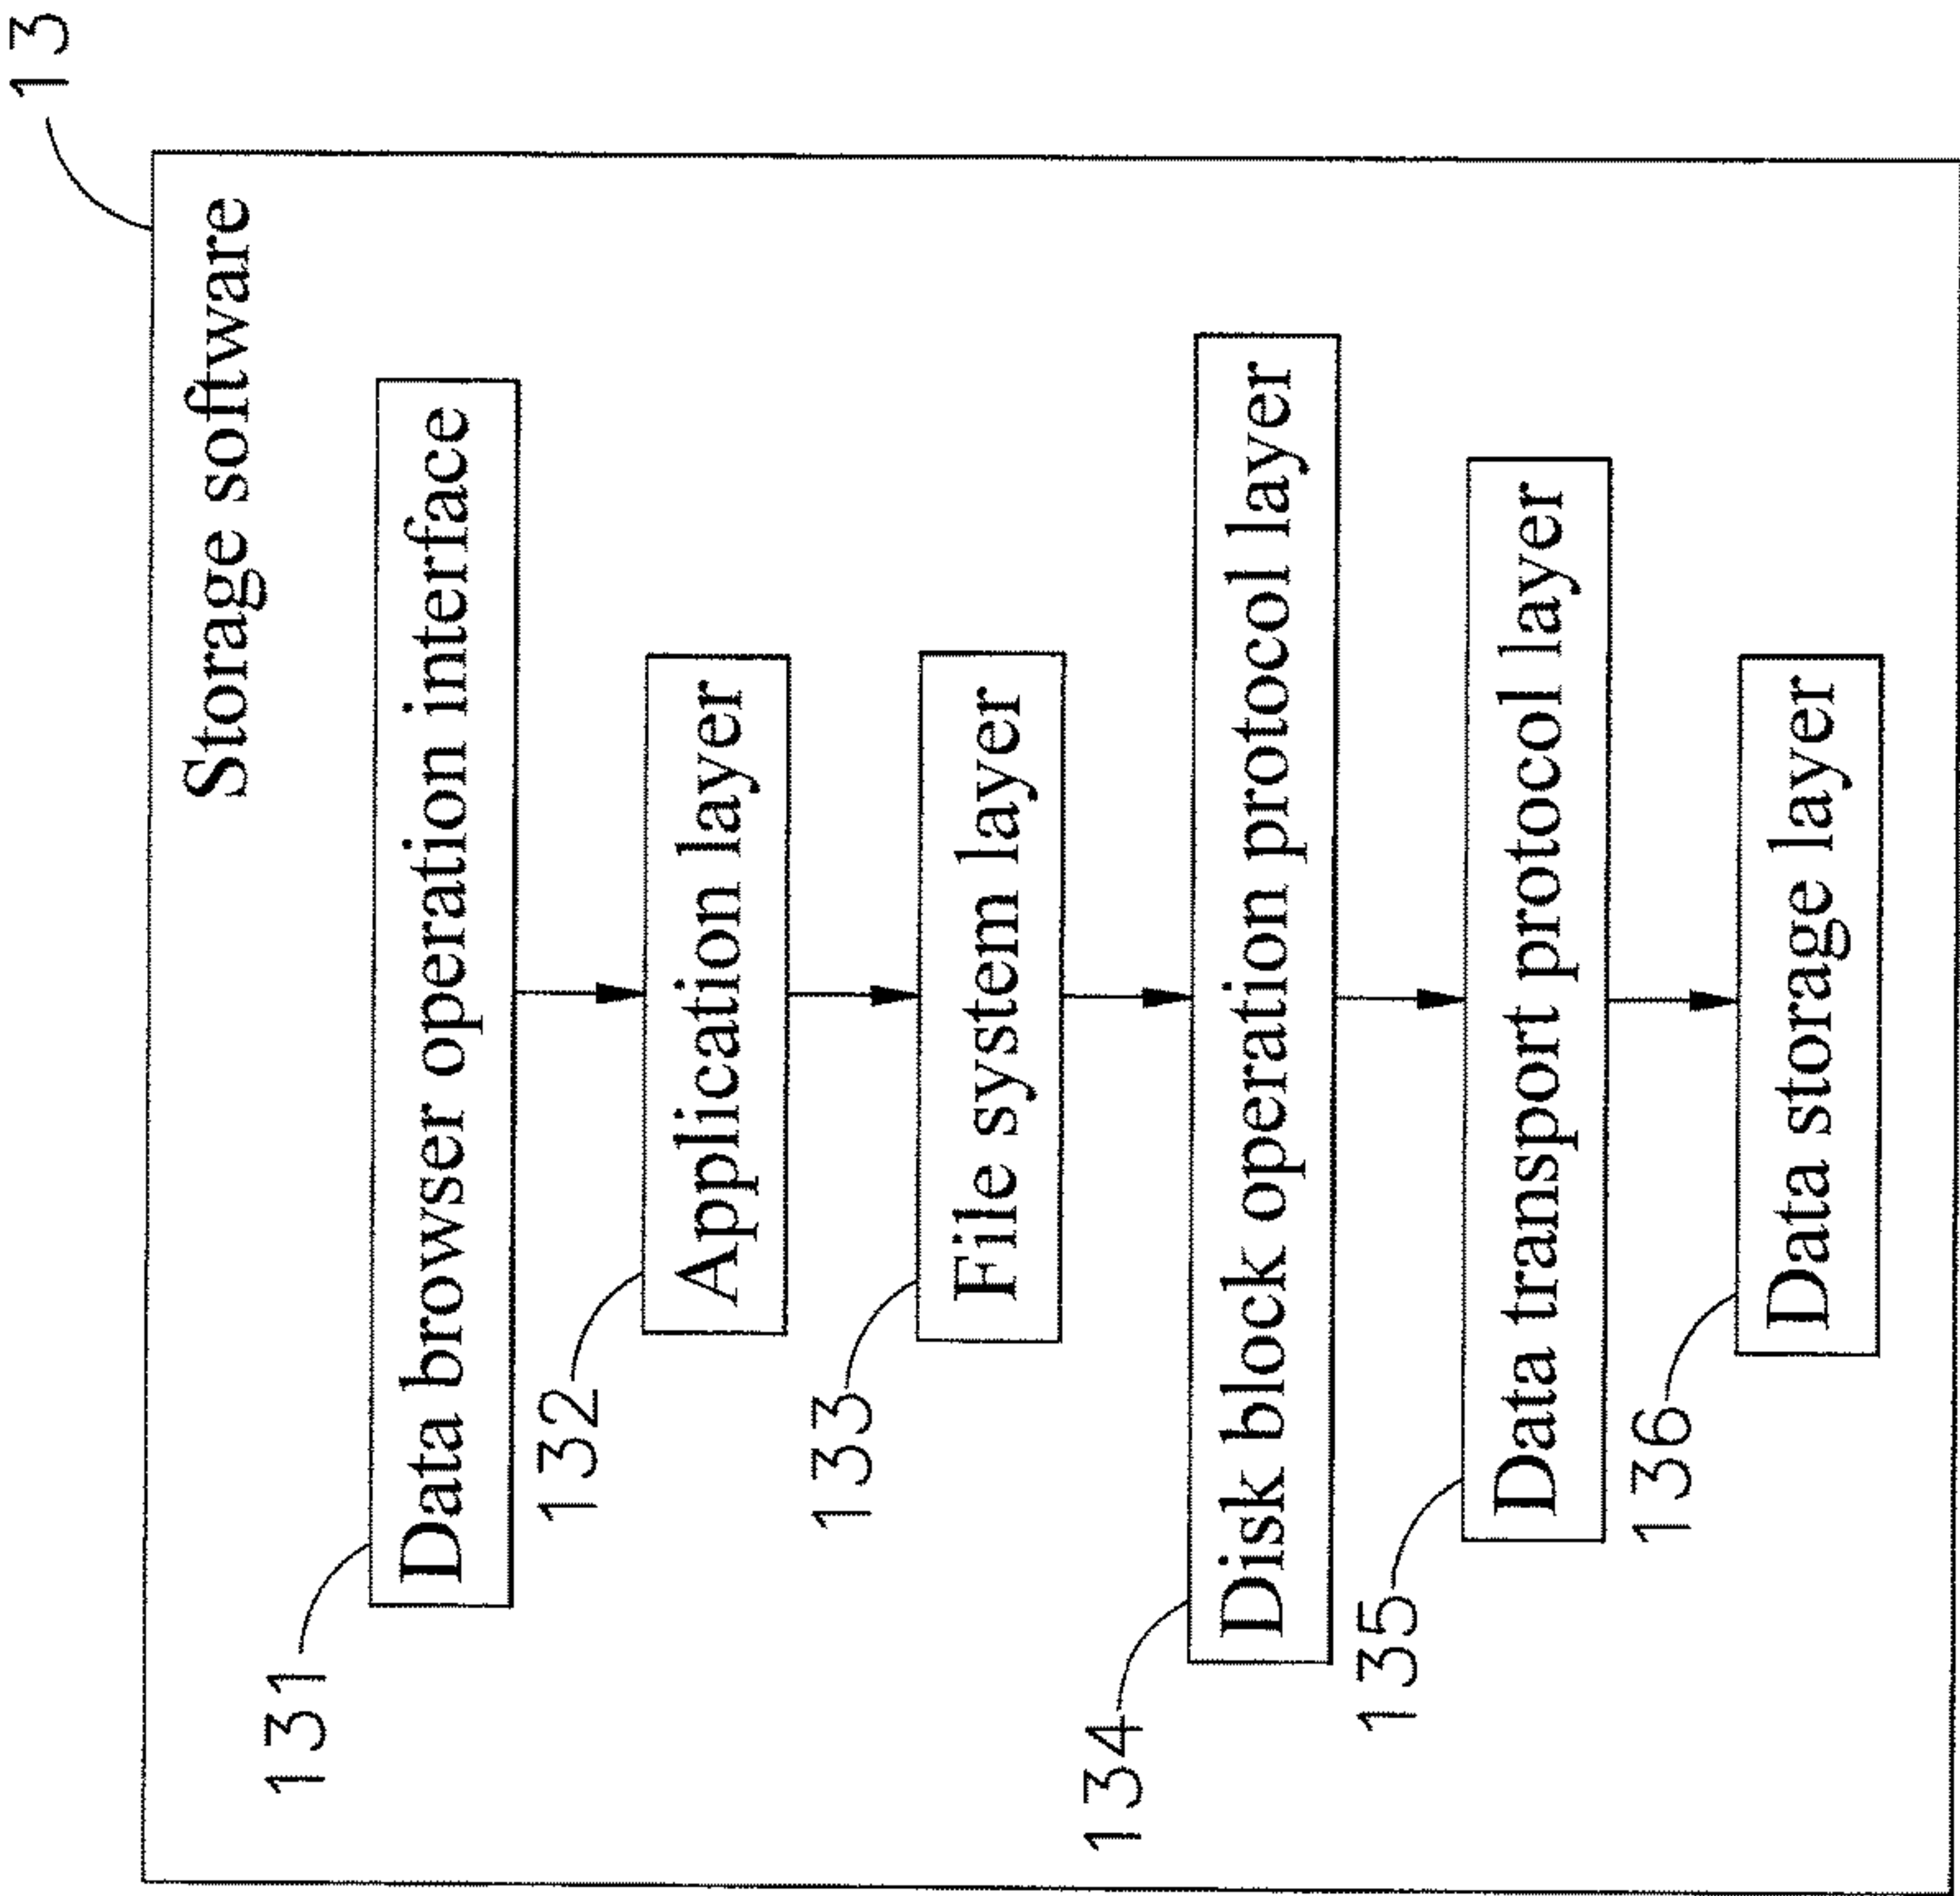 13
Storage software
131
Data browser operation interface
132
Application layer
133
File system layer
134
Disk block operation protocol layer
135
Data transport protocol layer
136
Data storage layer